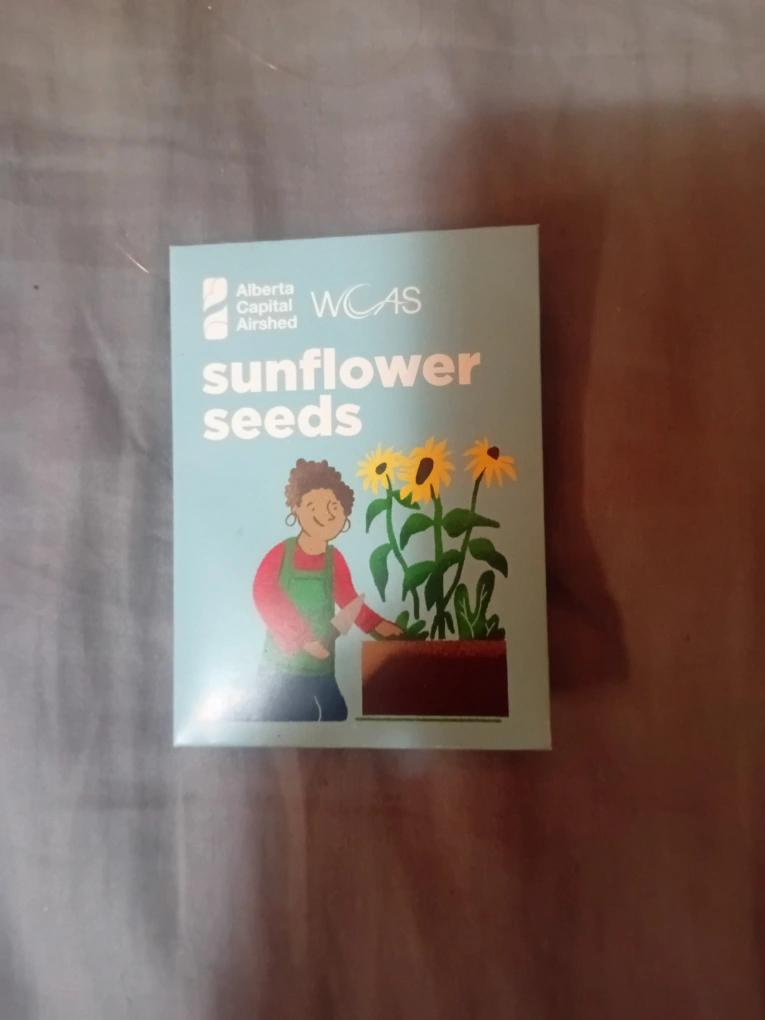 Alberta
Capital
Airshed
WCAS
sunflower
seeds